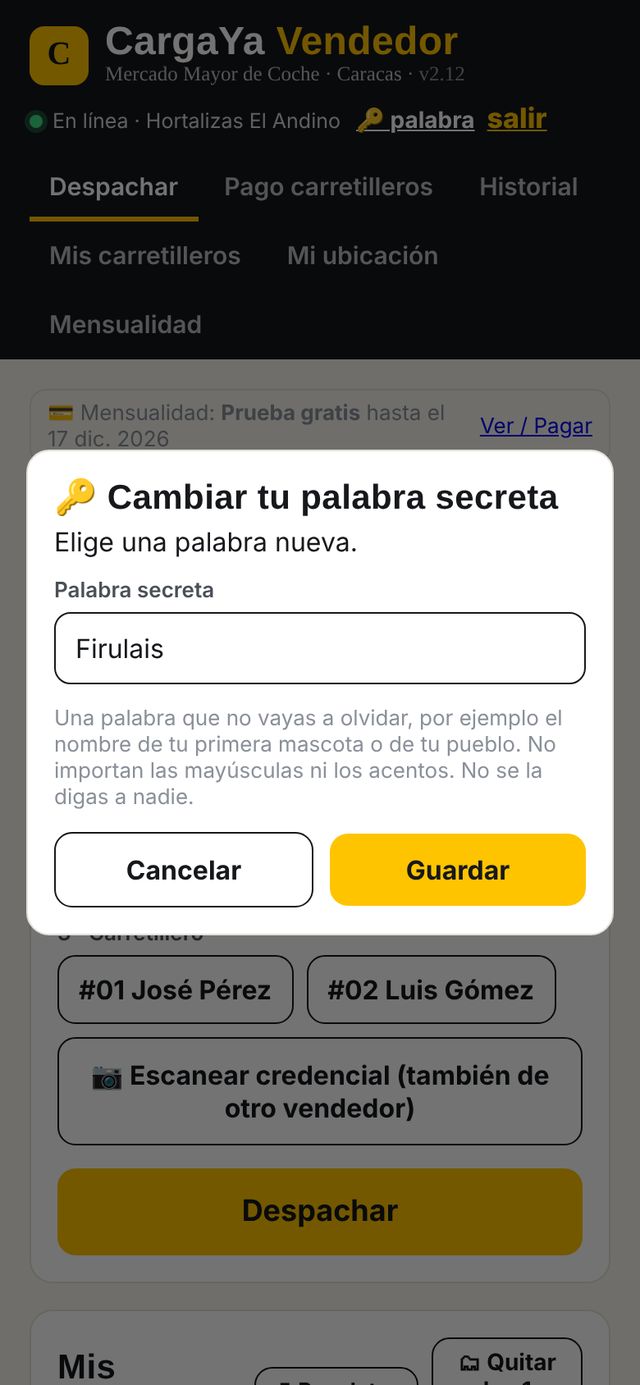 C
CargaYa Vendedor
Mercado Mayor de Coche · Caracas · v2.12
En línea · Hortalizas El Andino 🔑 palabra salir
Despachar Pago carretilleros Historial
Mis carretilleros Mi ubicación
Mensualidad
💳 Mensualidad: Prueba gratis hasta el
17 dic. 2026
Ver / Pagar
🔑 Cambiar tu palabra secreta
Elige una palabra nueva.
Palabra secreta
Firulais
Una palabra que no vayas a olvidar, por ejemplo el
nombre de tu primera mascota o de tu pueblo. No
importan las mayúsculas ni los acentos. No se la
digas a nadie.
Cancelar Guardar
#01 José Pérez #02 Luis Gómez
📷 Escanear credencial (también de
otro vendedor)
Despachar
Mis
🗂 Quitar